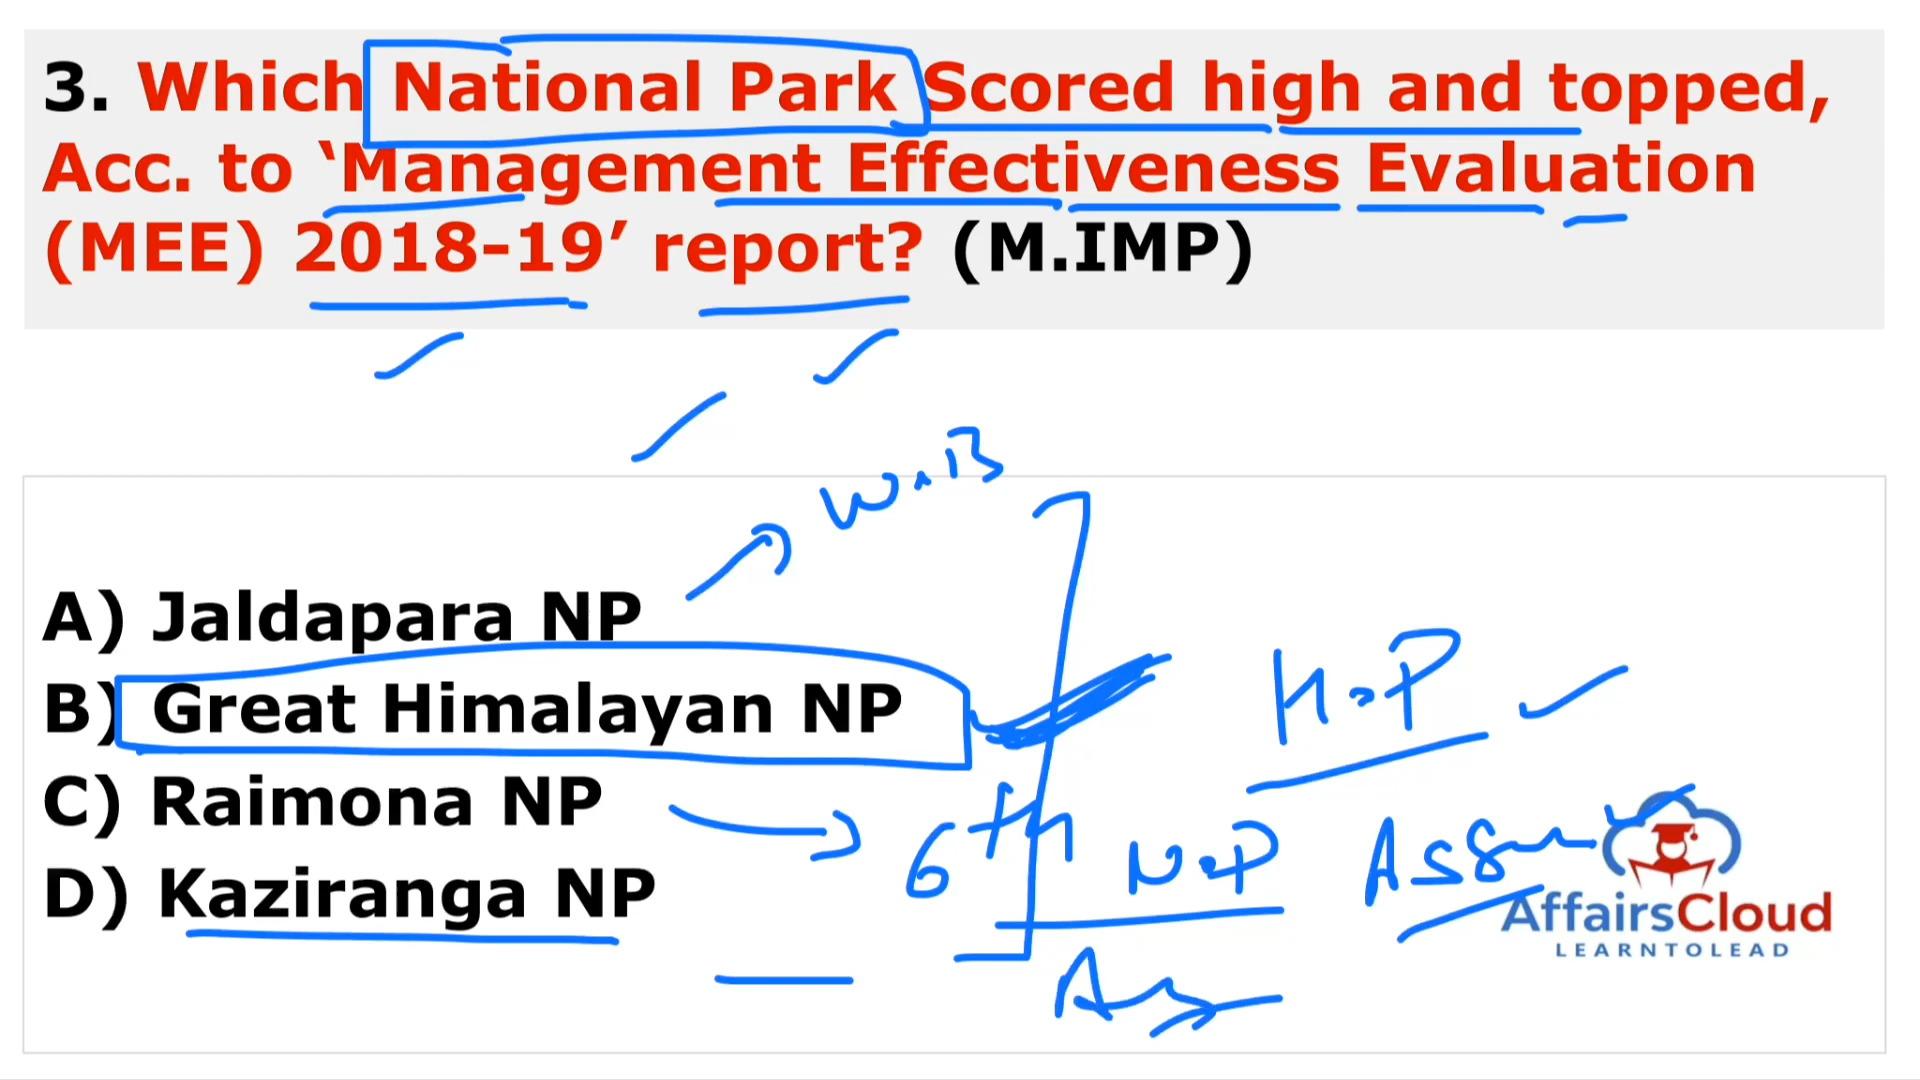 3. Which National Park Scored high and topped,
Acc. to ‘Management Effectiveness Evaluation
(MEE) 2018-19’ report? (M.IMP)
W.B
A) Jaldapara NP
B) Great Himalayan NP
H.P
C) Raimona NP
6th N.P Assam
D) Kaziranga NP
AffairsCloud
LEARNTOLEAD